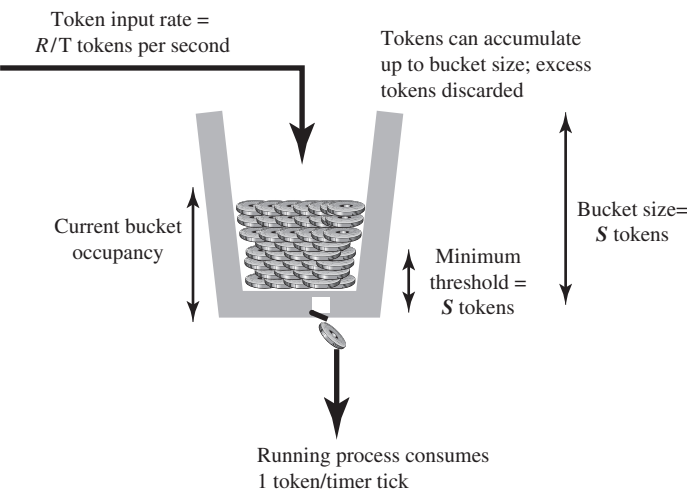 Token input rate =
R/T tokens per second
Tokens can accumulate
up to bucket size; excess
tokens discarded
Current bucket
occupancy
Minimum
threshold =
S tokens
Bucket size=
S tokens
Running process consumes
1 token/timer tick